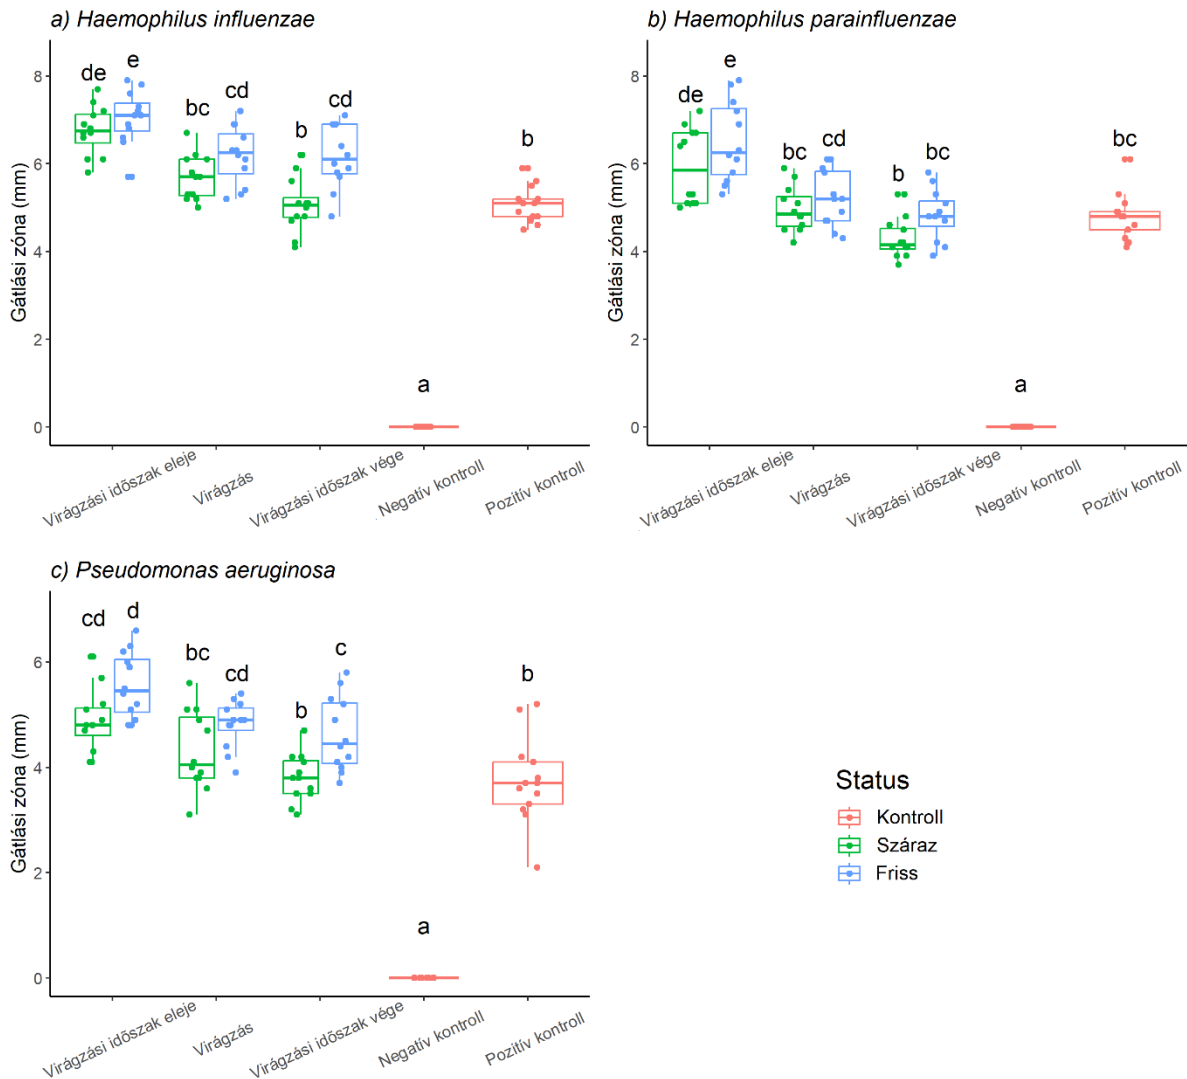 a) Haemophilus influenzae
Gátlási zóna (mm)
8
6
4
2
0
de
e
bc
cd
b
cd
a
b
Virágzási időszak eleje
Virágzás
Virágzási időszak vége
Negatív kontroll
Pozitív kontroll
b) Haemophilus parainfluenzae
Gátlási zóna (mm)
8
6
4
2
0
de
e
bc
cd
b
bc
a
bc
Virágzási időszak eleje
Virágzás
Virágzási időszak vége
Negatív kontroll
Pozitív kontroll
c) Pseudomonas aeruginosa
Gátlási zóna (mm)
6
4
2
0
cd
d
bc
cd
b
c
a
b
Virágzási időszak eleje
Virágzás
Virágzási időszak vége
Negatív kontroll
Pozitív kontroll
Status
Kontroll
Száraz
Friss